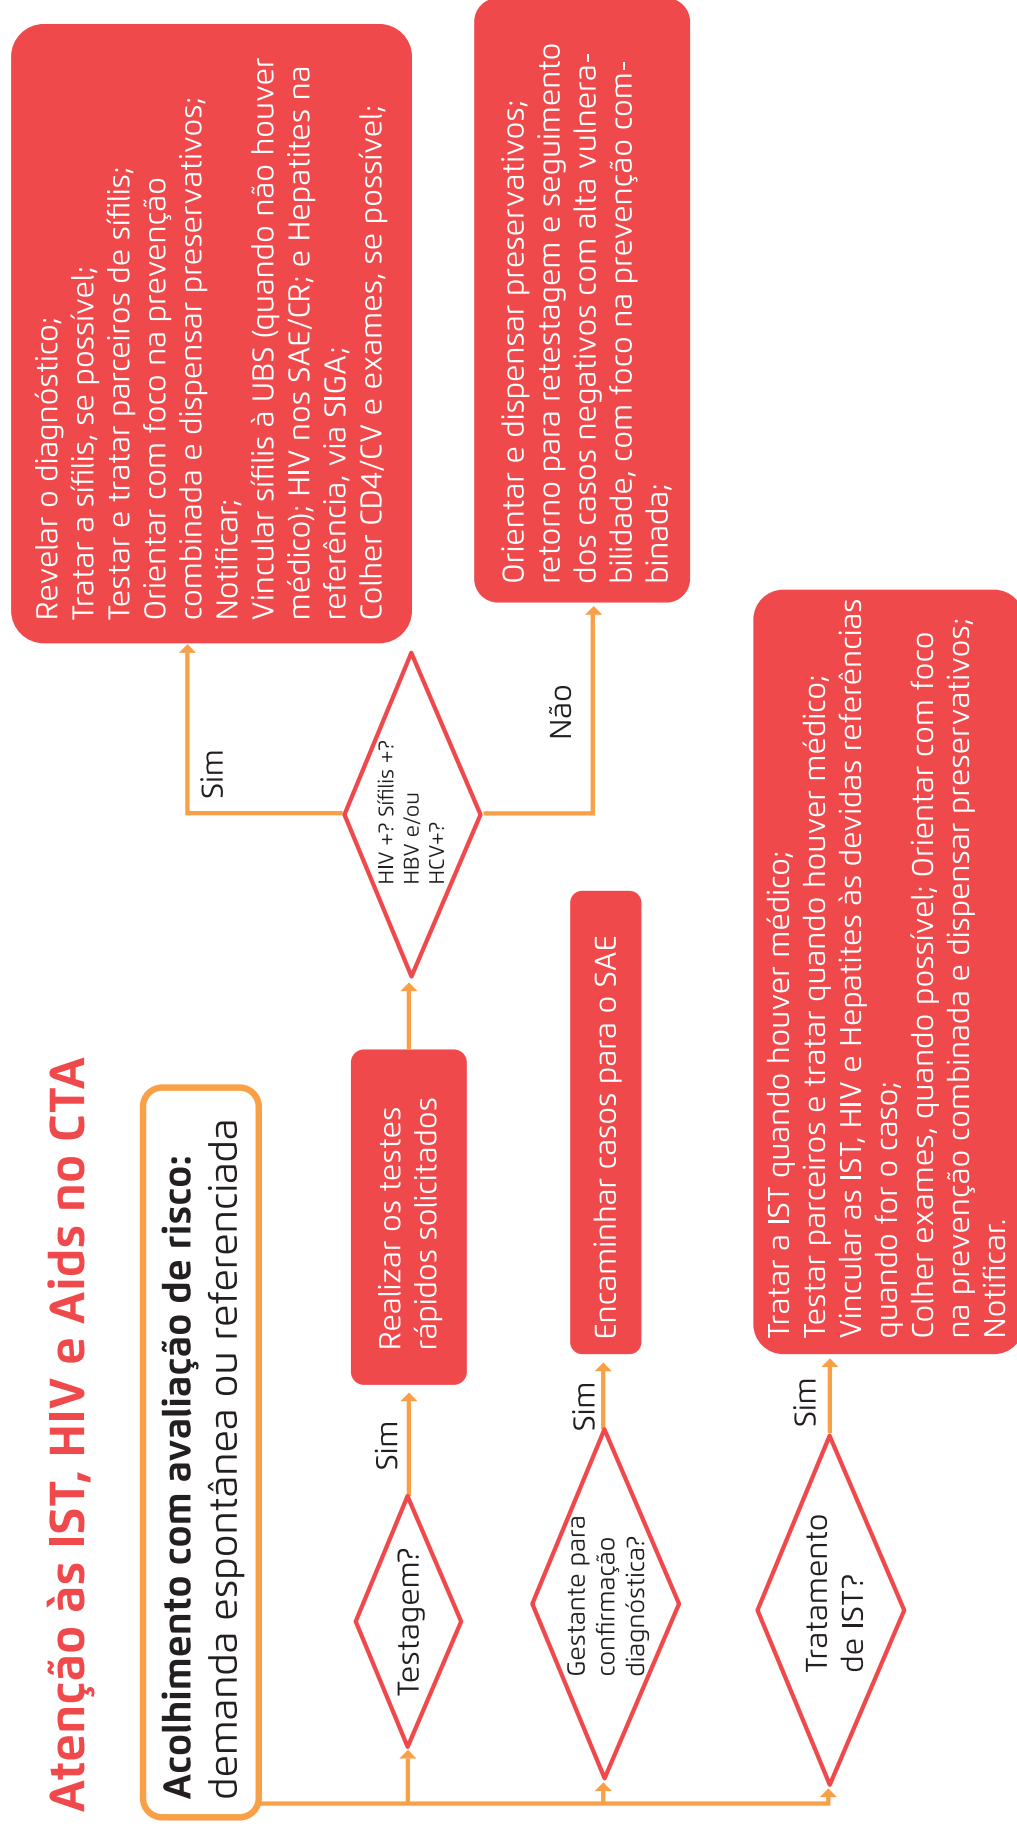 Atenção às IST, HIV e Aids no CTA
Acolhimento com avaliação de risco:
demanda espontânea ou referenciada
Testagem?
Sim
Realizar os testes
rápidos solicitados
HIV +? Sífilis +?
HBV e/ou
HCV+?
Sim
Revelar o diagnóstico;
Tratar a sífilis, se possível;
Testar e tratar parceiros de sífilis;
Orientar com foco na prevenção
combinada e dispensar preservativos;
Notificar;
Vincular sífilis à UBS (quando não houver
médico); HIV nos SAE/CR; e Hepatites na
referência, via SIGA;
Colher CD4/CV e exames, se possível;
Não
Orientar e dispensar preservativos;
retorno para retestagem e seguimento
dos casos negativos com alta vulnera-
bilidade, com foco na prevenção com-
binada;
Gestante para
confirmação
diagnóstica?
Sim
Encaminhar casos para o SAE
Tratamento
de IST?
Sim
Tratar a IST quando houver médico;
Testar parceiros e tratar quando houver médico;
Vincular as IST, HIV e Hepatites às devidas referências
quando for o caso;
Colher exames, quando possível; Orientar com foco
na prevenção combinada e dispensar preservativos;
Notificar.